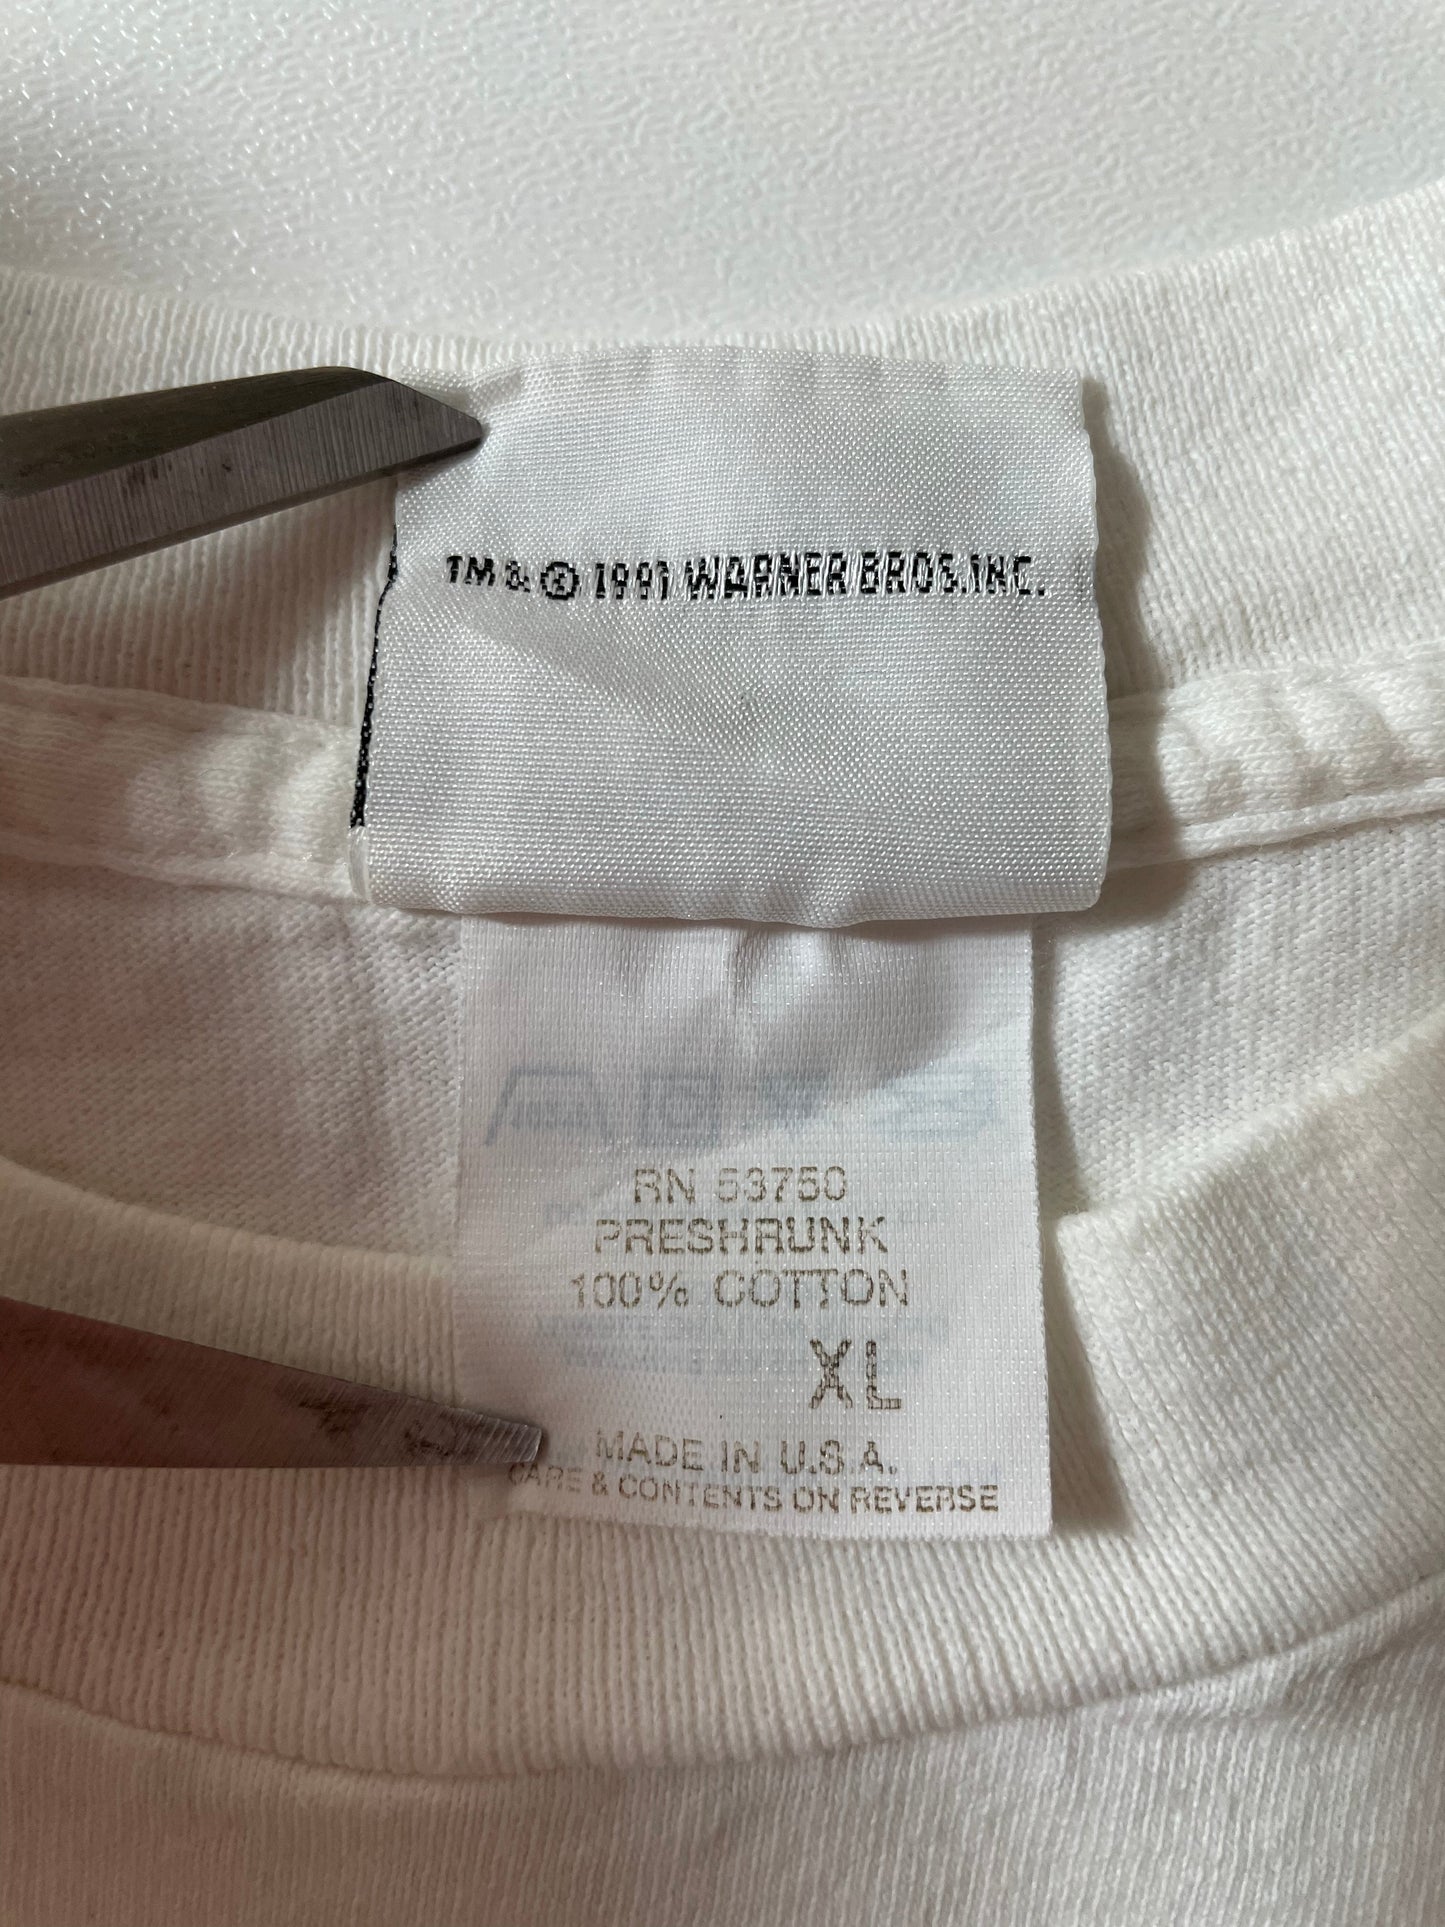 TM & © 1991 WARNER BROS.INC.
RN 53750
PRESHRUNK
100% COTTON
XL
MADE IN U.S.A.
CARE & CONTENTS ON REVERSE